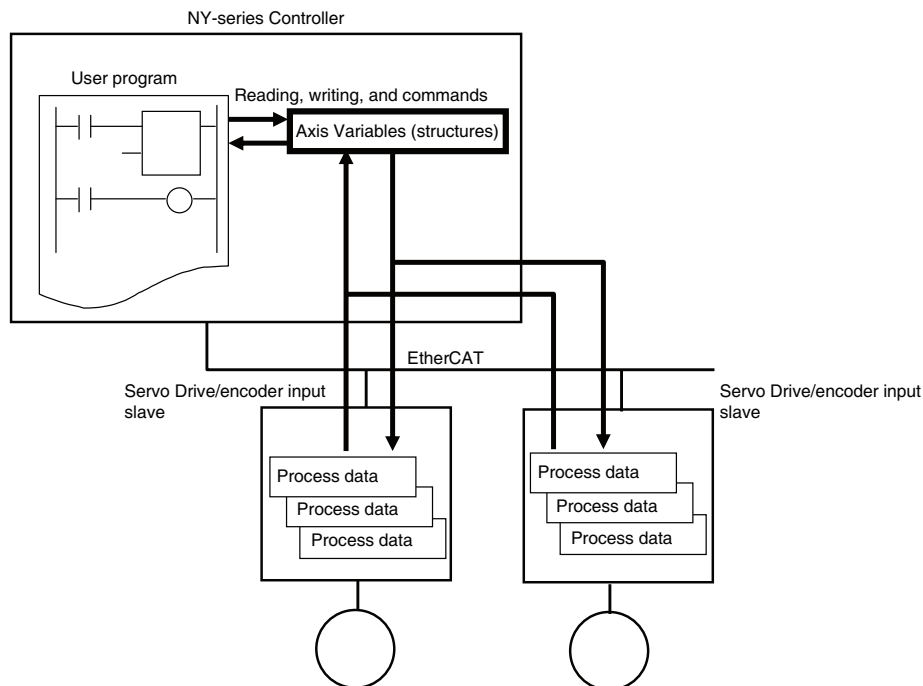 NY-series Controller
User program
Reading, writing, and commands
Axis Variables (structures)
EtherCAT
Servo Drive/encoder input
slave
Servo Drive/encoder input
slave
Process data
Process data
Process data
Process data
Process data
Process data